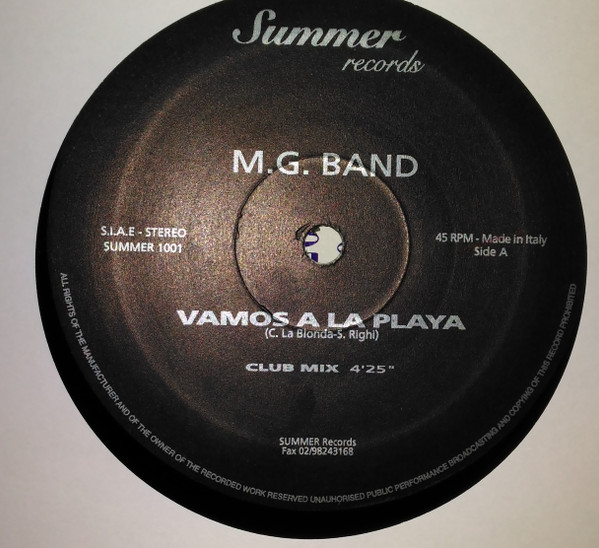 Summer
records
M.G. BAND
S.I.A.E - STEREO
SUMMER 1001
45 RPM - Made in Italy
Side A
VAMOS A LA PLAYA
(C. La Bionda-S. Righi)
CLUB MIX 4'25"
SUMMER Records
Fax 02/98243168
ALL RIGHTS OF THE MANUFACTURER AND OF THE OWNER OF THE RECORDED WORK RESERVED UNAUHORISED PUBLIC PERFORMANCE BROADCASTING AND COPYING OF THIS RECORD PROHIBITED